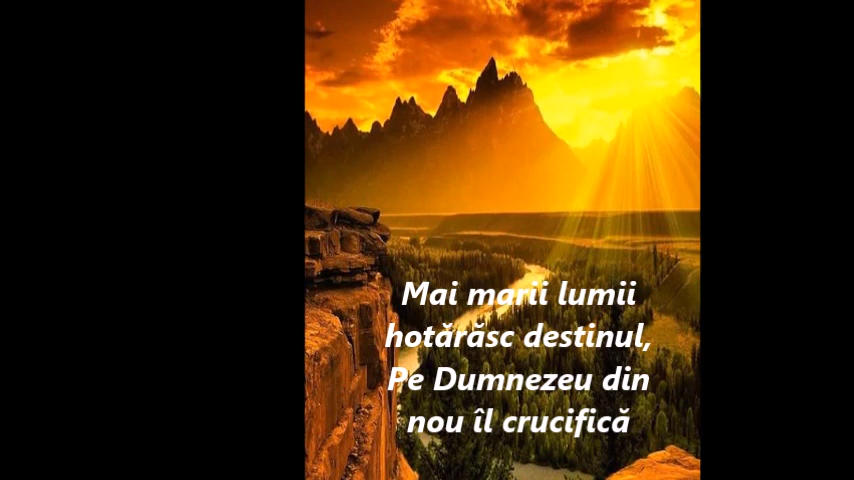 Mai marii lumii
hotărăsc destinul,
Pe Dumnezeu din
nou îl crucifică